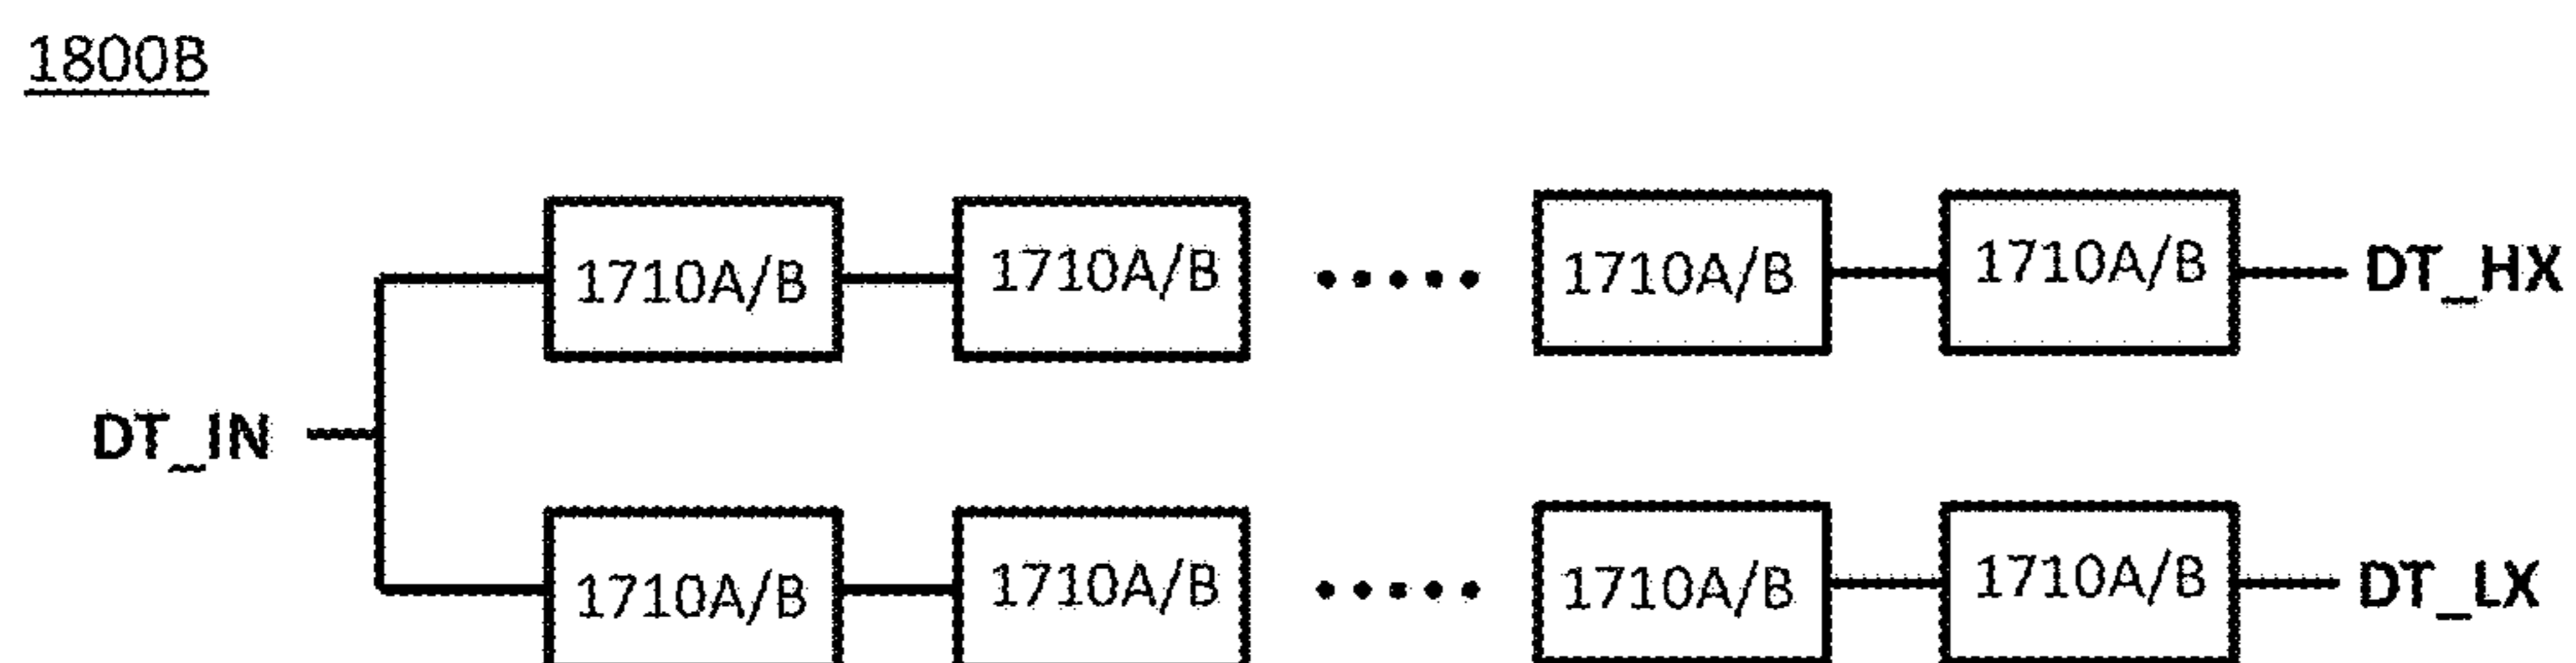 1800B
1710A/B 1710A/B ..... 1710A/B 1710A/B DT_HX
DT_IN
1710A/B 1710A/B ..... 1710A/B 1710A/B DT_LX